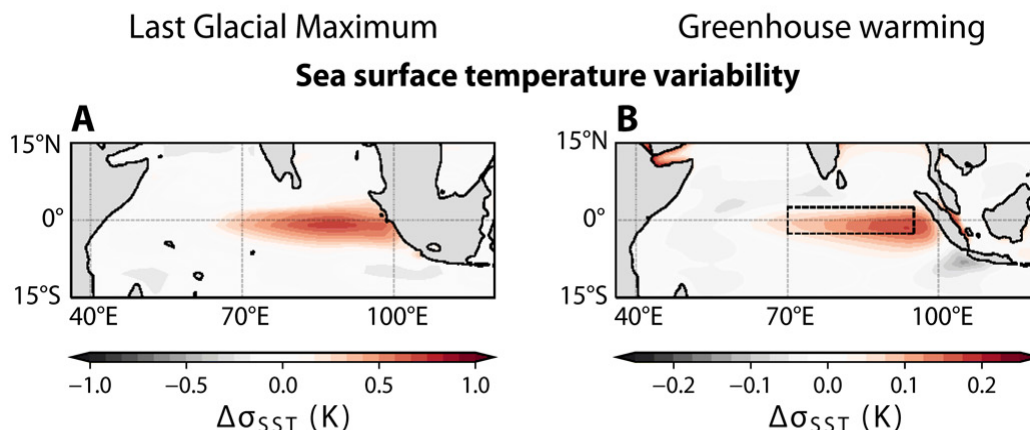 Last Glacial Maximum
Greenhouse warming
Sea surface temperature variability
A
B
15°N
0°
15°S
40°E
70°E
100°E
15°N
0°
15°S
40°E
70°E
100°E
−1.0 −0.5 0.0 0.5 1.0
ΔσSST (K)
−0.2 −0.1 0.0 0.1 0.2
ΔσSST (K)